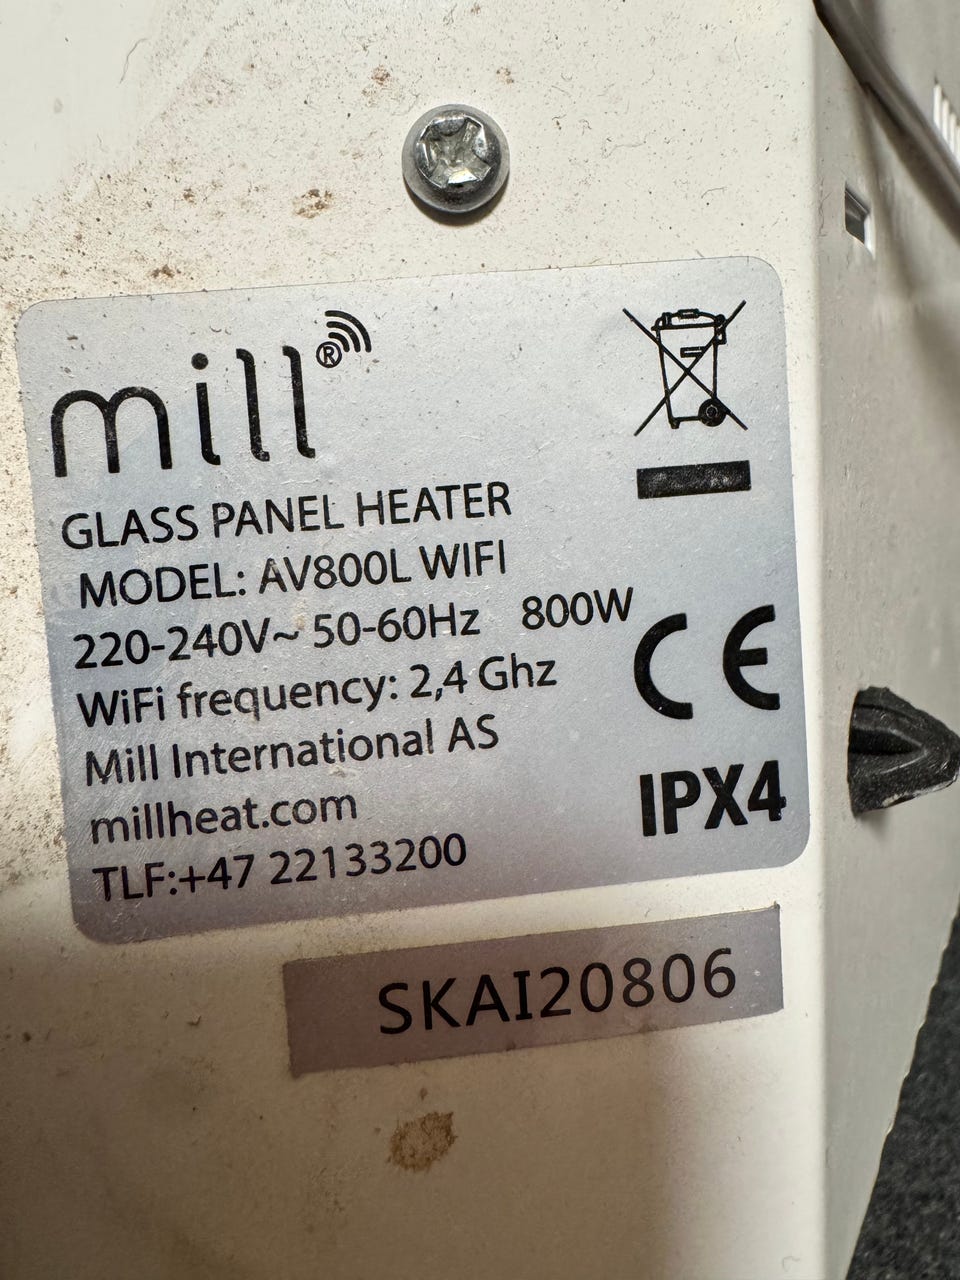 mill®
GLASS PANEL HEATER
MODEL: AV800L WIFI
220-240V~ 50-60Hz 800W
WiFi frequency: 2,4 Ghz
Mill International AS
millheat.com
TLF:+47 22133200
CE
IPX4
SKAI20806